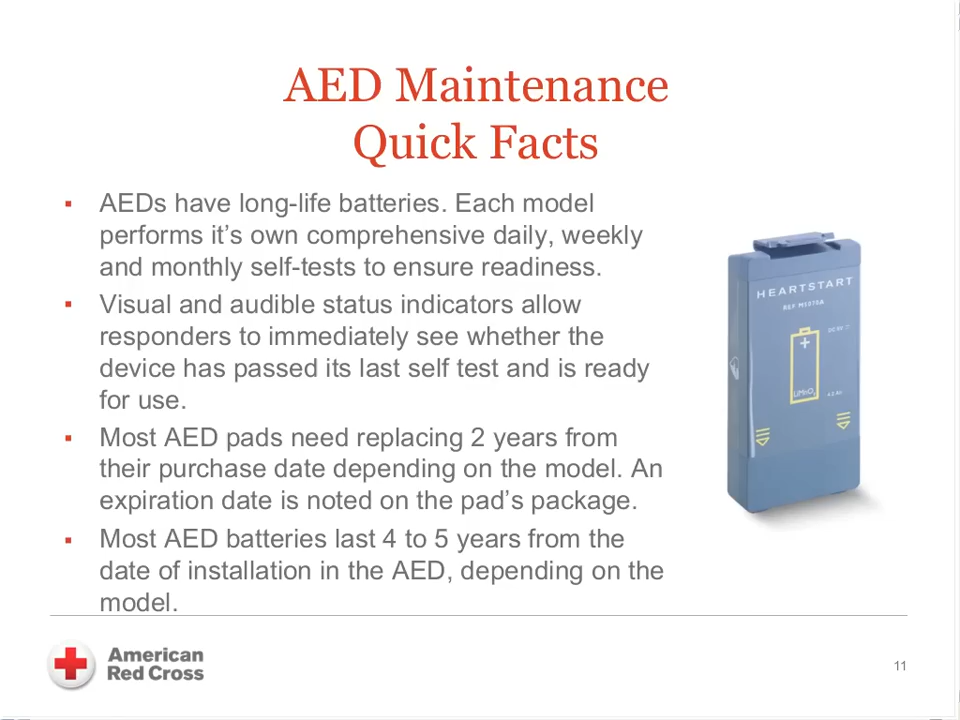 AED Maintenance
Quick Facts
▪ AEDs have long-life batteries. Each model
performs it’s own comprehensive daily, weekly
and monthly self-tests to ensure readiness.
▪ Visual and audible status indicators allow
responders to immediately see whether the
device has passed its last self test and is ready
for use.
▪ Most AED pads need replacing 2 years from
their purchase date depending on the model. An
expiration date is noted on the pad’s package.
▪ Most AED batteries last 4 to 5 years from the
date of installation in the AED, depending on the
model.
HEARTSTART
REF M5070A
+
LiMnO₂
American
Red Cross
11